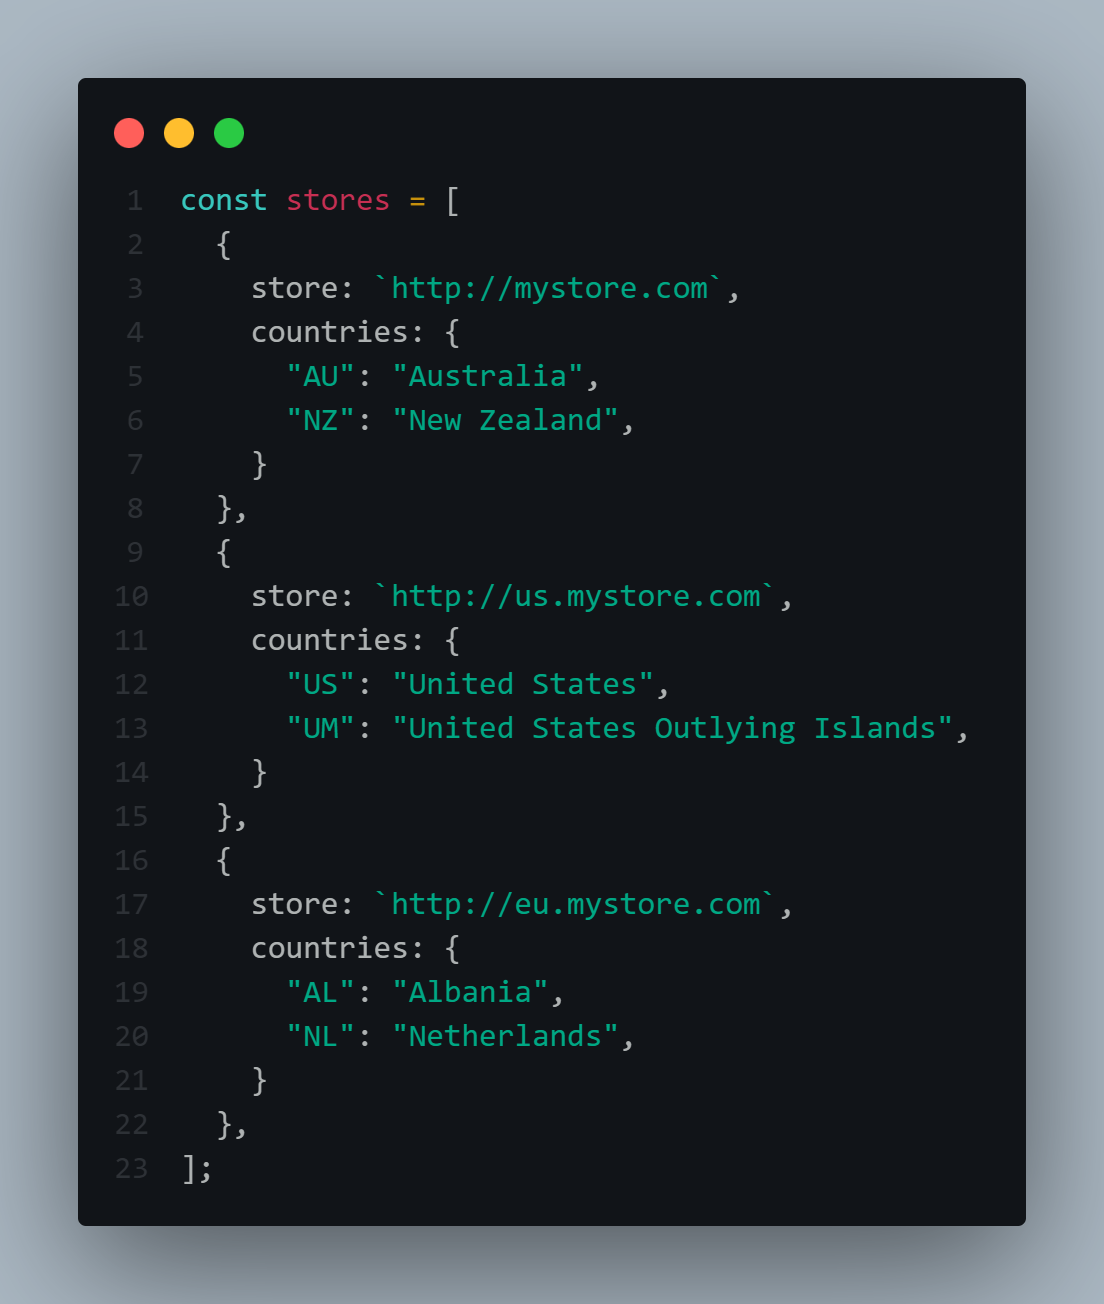 1 const stores = [
2   {
3     store: `http://mystore.com`,
4     countries: {
5       "AU": "Australia",
6       "NZ": "New Zealand",
7     }
8   },
9   {
10     store: `http://us.mystore.com`,
11     countries: {
12       "US": "United States",
13       "UM": "United States Outlying Islands",
14     }
15   },
16   {
17     store: `http://eu.mystore.com`,
18     countries: {
19       "AL": "Albania",
20       "NL": "Netherlands",
21     }
22   },
23 ];